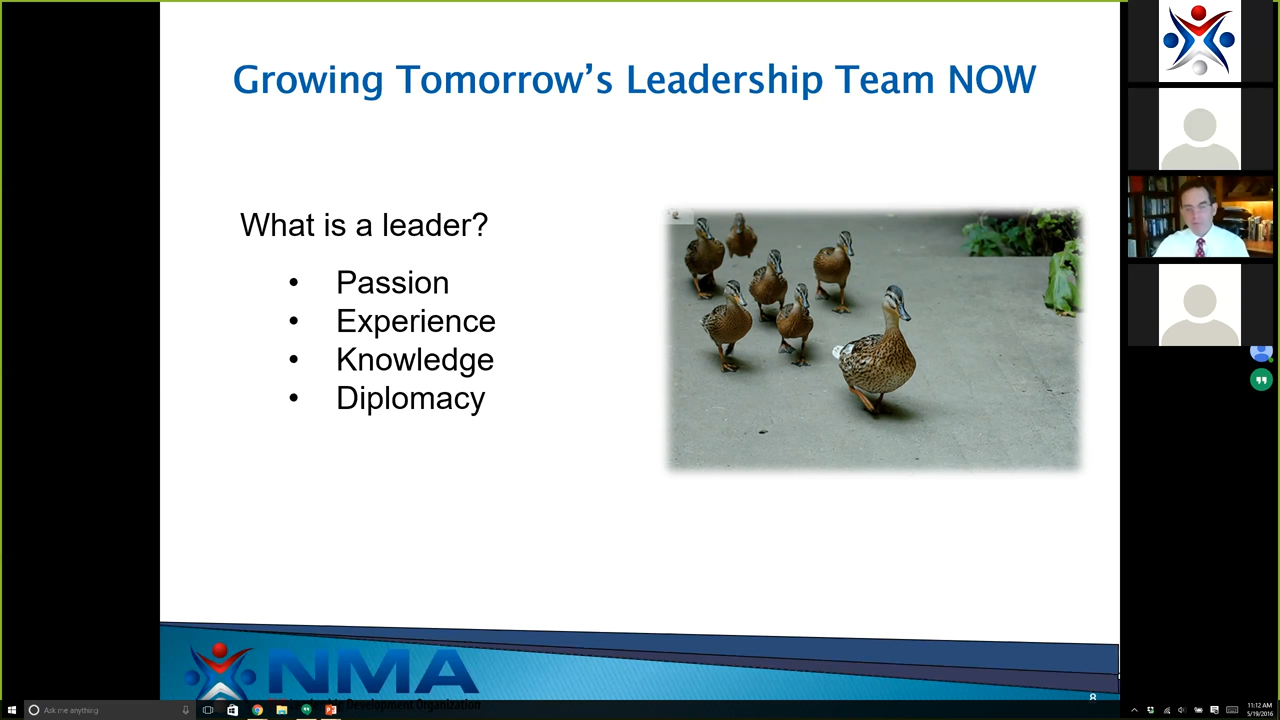 Growing Tomorrow’s Leadership Team NOW
What is a leader?
• Passion
• Experience
• Knowledge
• Diplomacy
NMA
Development Organization
8
Ask me anything
11:12 AM
5/19/2016